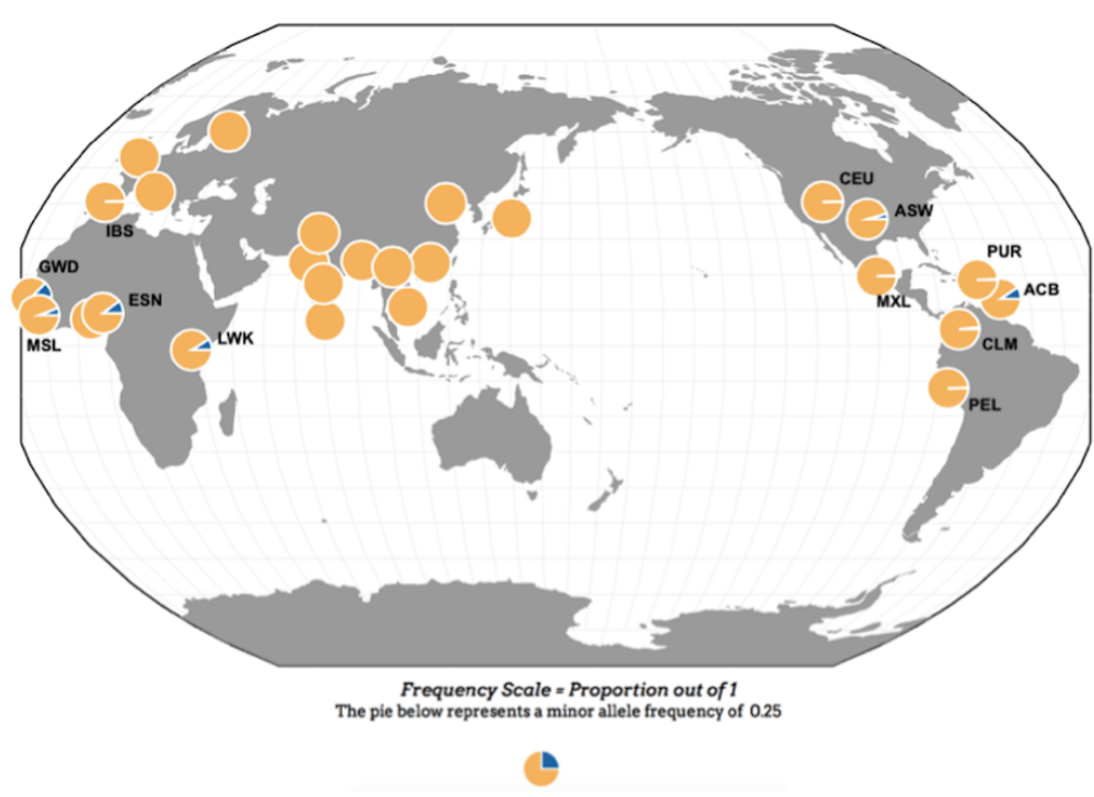 CEU
ASW
IBS
PUR
GWD
ACB
MXL
ESN
LWK
MSL
CLM
PEL
Frequency Scale = Proportion out of 1
The pie below represents a minor allele frequency of 0.25